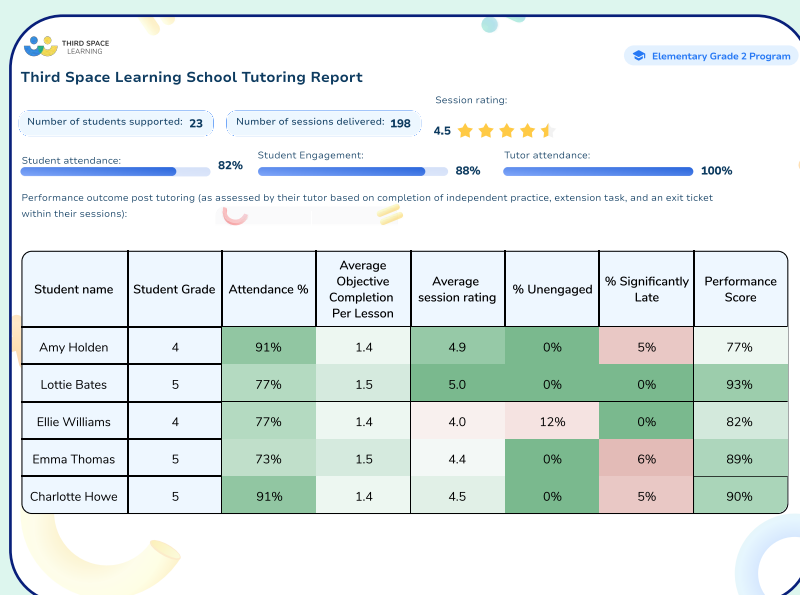 THIRD SPACE
LEARNING
Elementary Grade 2 Program
Third Space Learning School Tutoring Report
Session rating:
Number of students supported: 23
Number of sessions delivered: 198
4.5
Student attendance:
82%
Student Engagement:
88%
Tutor attendance:
100%
Performance outcome post tutoring (as assessed by their tutor based on completion of independent practice, extension task, and an exit ticket
within their sessions):
Student name Student Grade Attendance % Average Objective Completion Per Lesson Average session rating % Unengaged % Significantly Late Performance Score
Amy Holden 4 91% 1.4 4.9 0% 5% 77%
Lottie Bates 5 77% 1.5 5.0 0% 0% 93%
Ellie Williams 4 77% 1.4 4.0 12% 0% 82%
Emma Thomas 5 73% 1.5 4.4 0% 6% 89%
Charlotte Howe 5 91% 1.4 4.5 0% 5% 90%